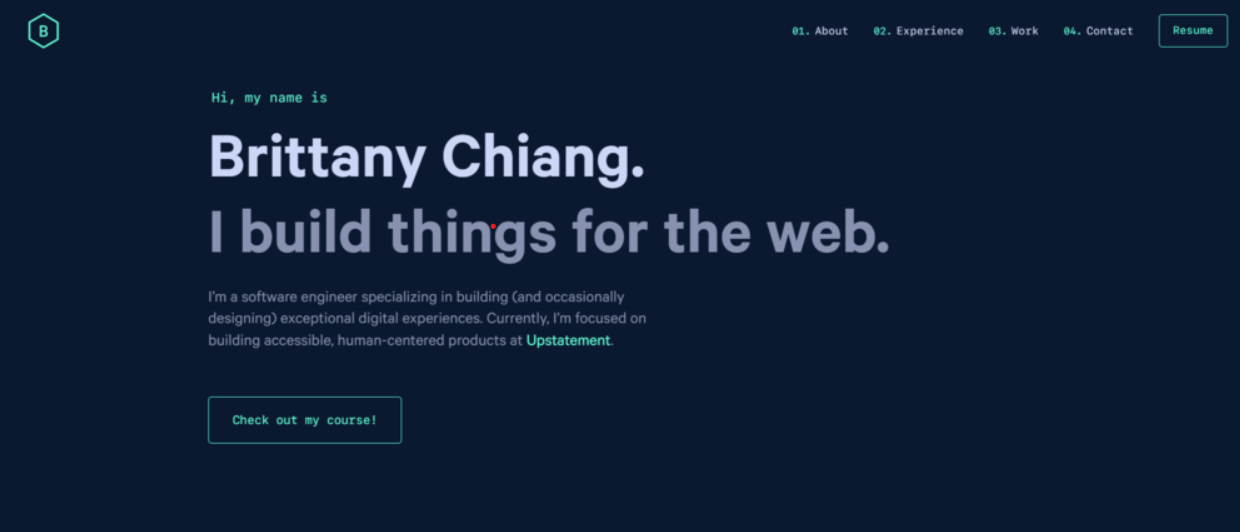 B
01. About 02. Experience 03. Work 04. Contact Resume
Hi, my name is
Brittany Chiang.
I build things for the web.
I'm a software engineer specializing in building (and occasionally
designing) exceptional digital experiences. Currently, I'm focused on
building accessible, human-centered products at Upstatement.
Check out my course!